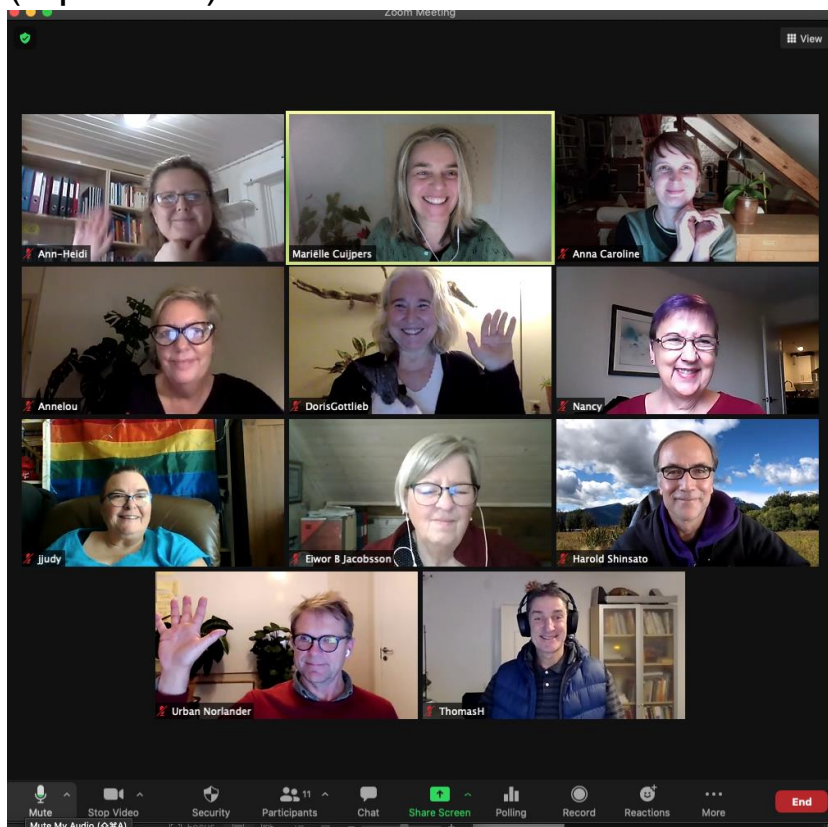 Zoom Meeting
View
Ann-Heidi
Mariëlle Cuijpers
Anna Caroline
Annelou
DorisGottlieb
Nancy
jjudy
Eiwor B Jacobsson
Harold Shinsato
Urban Norlander
ThomasH
11
Mute
Stop Video
Security
Participants
Chat
Share Screen
Polling
Record
Reactions
More
End
Mute My Audio (⇧⌘A)